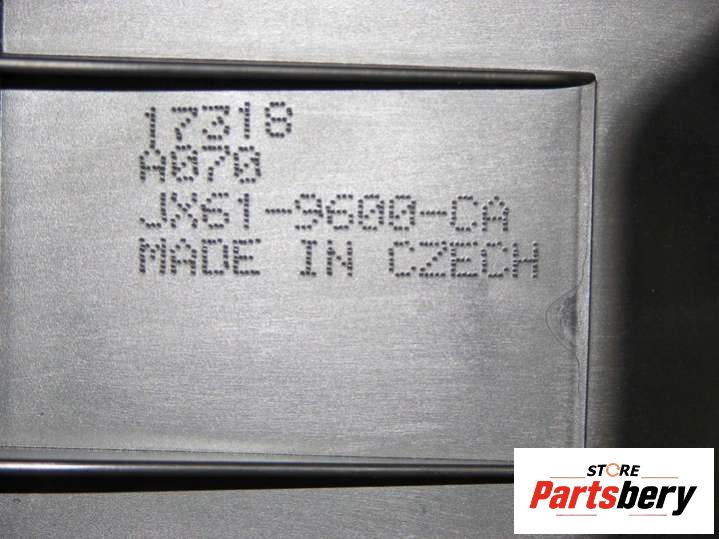 17318
A070
JX61-9600-CA
MADE IN CZECH
STORE
Partsbery